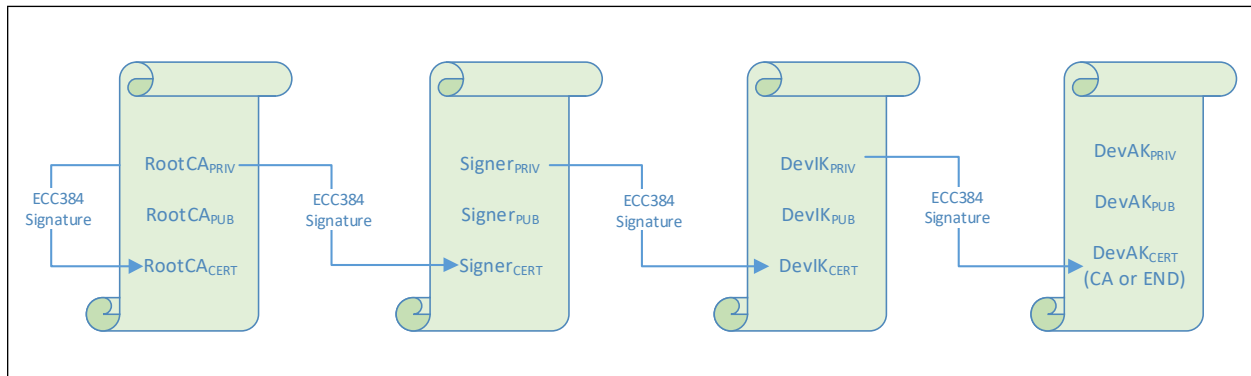 ECC384
Signature
RootCAPRIV
RootCAPUB
RootCACERT
ECC384
Signature
SignerPRIV
SignerPUB
SignerCERT
ECC384
Signature
DevIKPRIV
DevIKPUB
DevIKCERT
ECC384
Signature
DevAKPRIV
DevAKPUB
DevAKCERT
(CA or END)